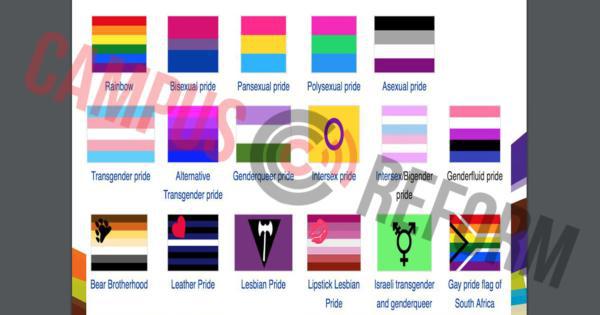 Rainbow Bisexual pride Pansexual pride Polysexual pride Asexual pride
Transgender pride Alternative Genderqueer pride Intersex pride Intersex/Bigender Genderfluid pride
Transgender pride pride
Bear Brotherhood Leather Pride Lesbian Pride Lipstick Lesbian Israeli transgender Gay pride flag of
Pride and genderqueer South Africa
CAMPUS REFORM